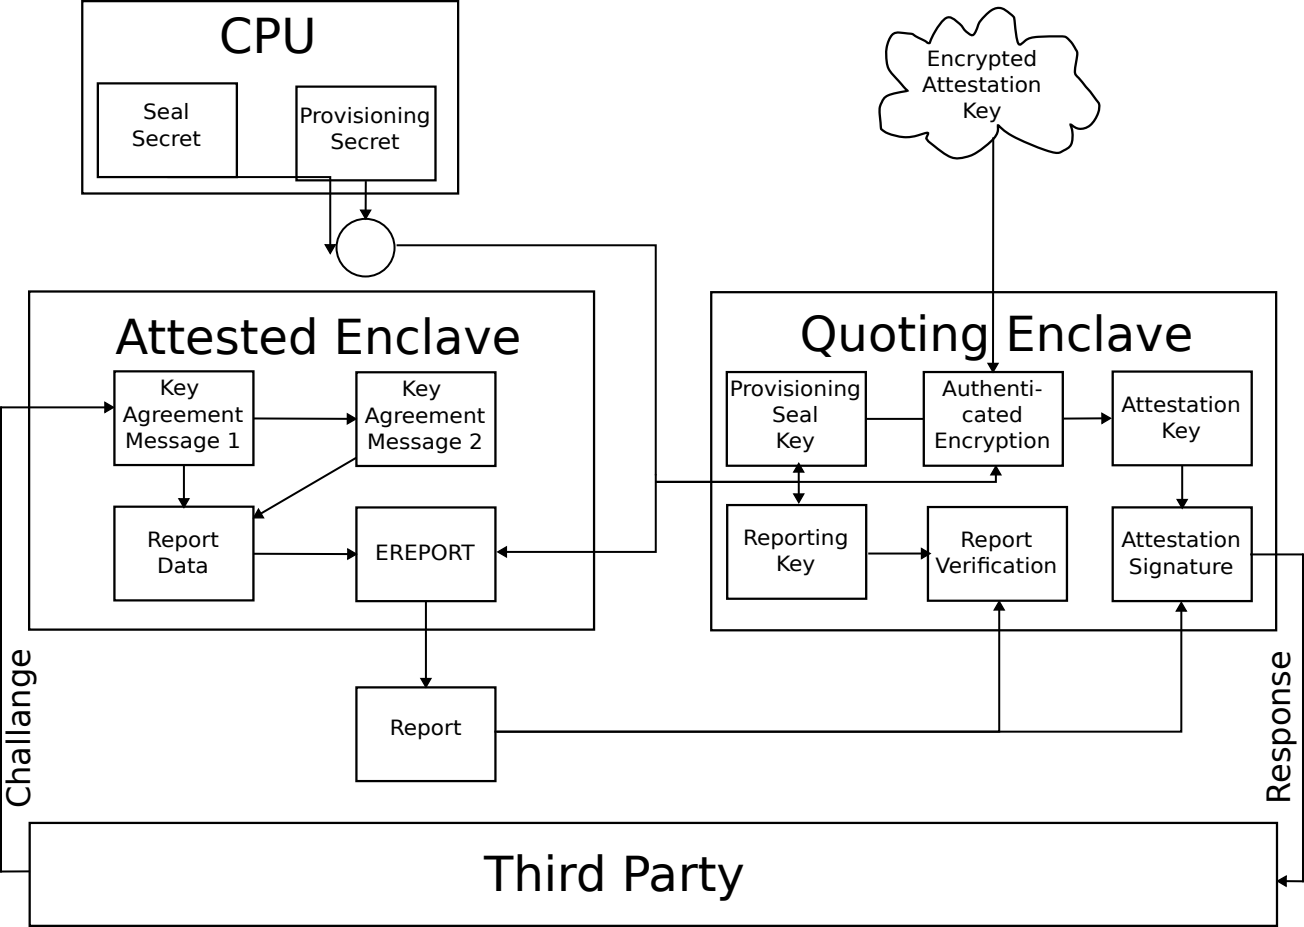 CPU
Seal
Secret
Provisioning
Secret
Encrypted
Attestation
Key
Attested Enclave
Key
Agreement
Message 1
Key
Agreement
Message 2
Report
Data
EREPORT
Quoting Enclave
Provisioning
Seal
Key
Authenti-
cated
Encryption
Attestation
Key
Reporting
Key
Report
Verification
Attestation
Signature
Challange
Report
Response
Third Party